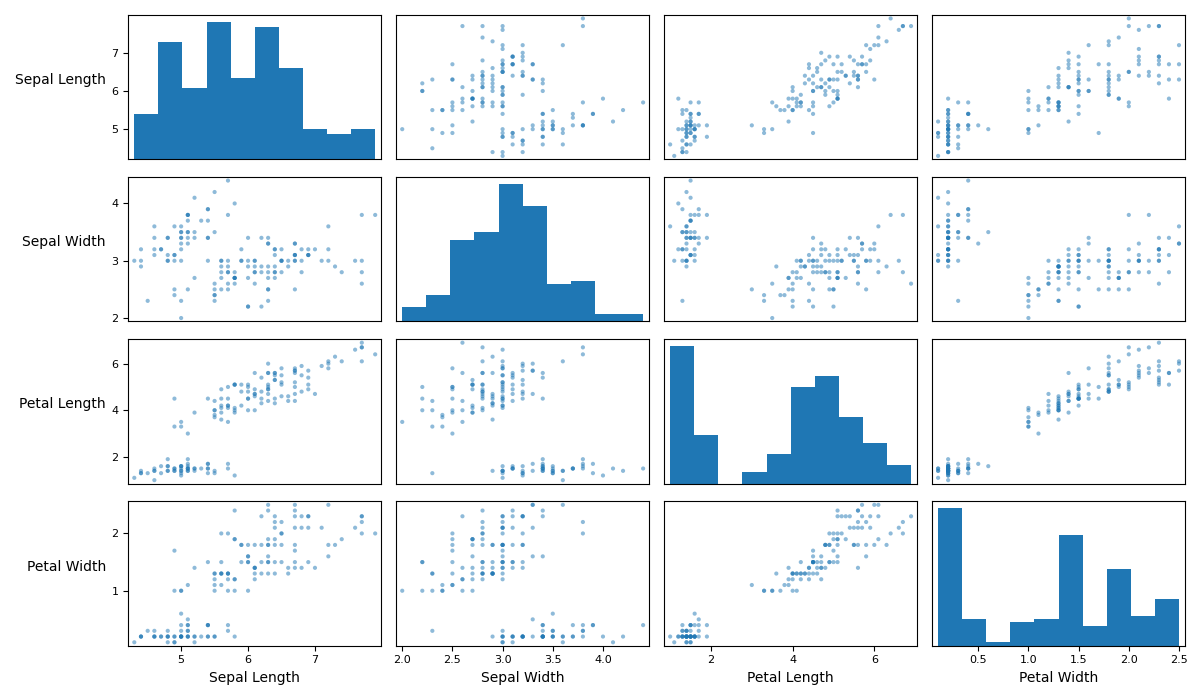 Sepal Length
7
6
5
Sepal Width
4
3
2
Petal Length
6
4
2
Petal Width
2
1
5 6 7
2.0 2.5 3.0 3.5 4.0
2 4 6
0.5 1.0 1.5 2.0 2.5
Sepal Length Sepal Width Petal Length Petal Width